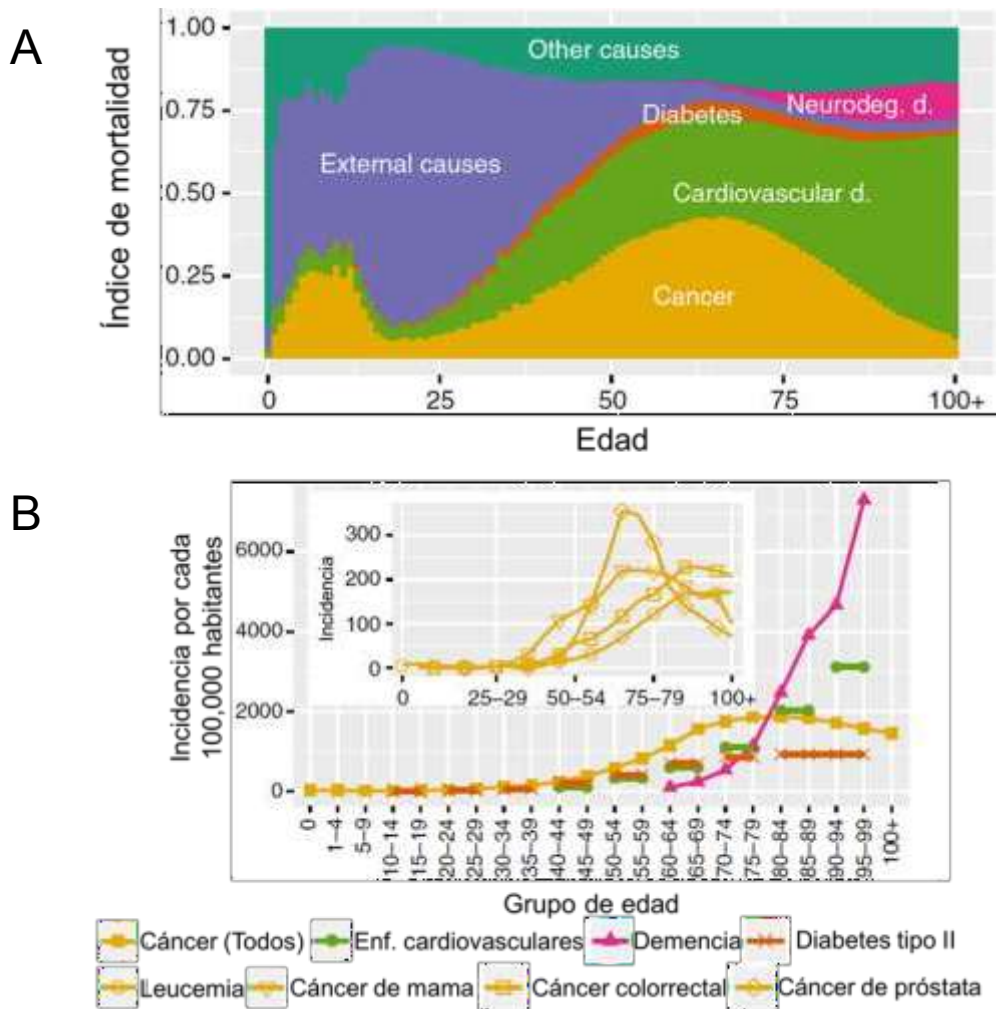 A
Índice de mortalidad
1.00
0.75
0.50
0.25
0.00
Other causes
External causes
Diabetes
Neurodeg. d.
Cardiovascular d.
Cancer
0 25 50 75 100+
Edad
B
Incidencia por cada
100,000 habitantes
6000
4000
2000
0
Incidencia
300
200
100
0
0 25–29 50–54 75–79 100+
0
1–4
5–9
10–14
15–19
20–24
25–29
30–34
35–39
40–44
45–49
50–54
55–59
60–64
65–69
70–74
75–79
80–84
85–89
90–94
95–99
100+
Grupo de edad
Cáncer (Todos) Enf. cardiovasculares Demencia Diabetes tipo II
Leucemia Cáncer de mama Cáncer colorrectal Cáncer de próstata